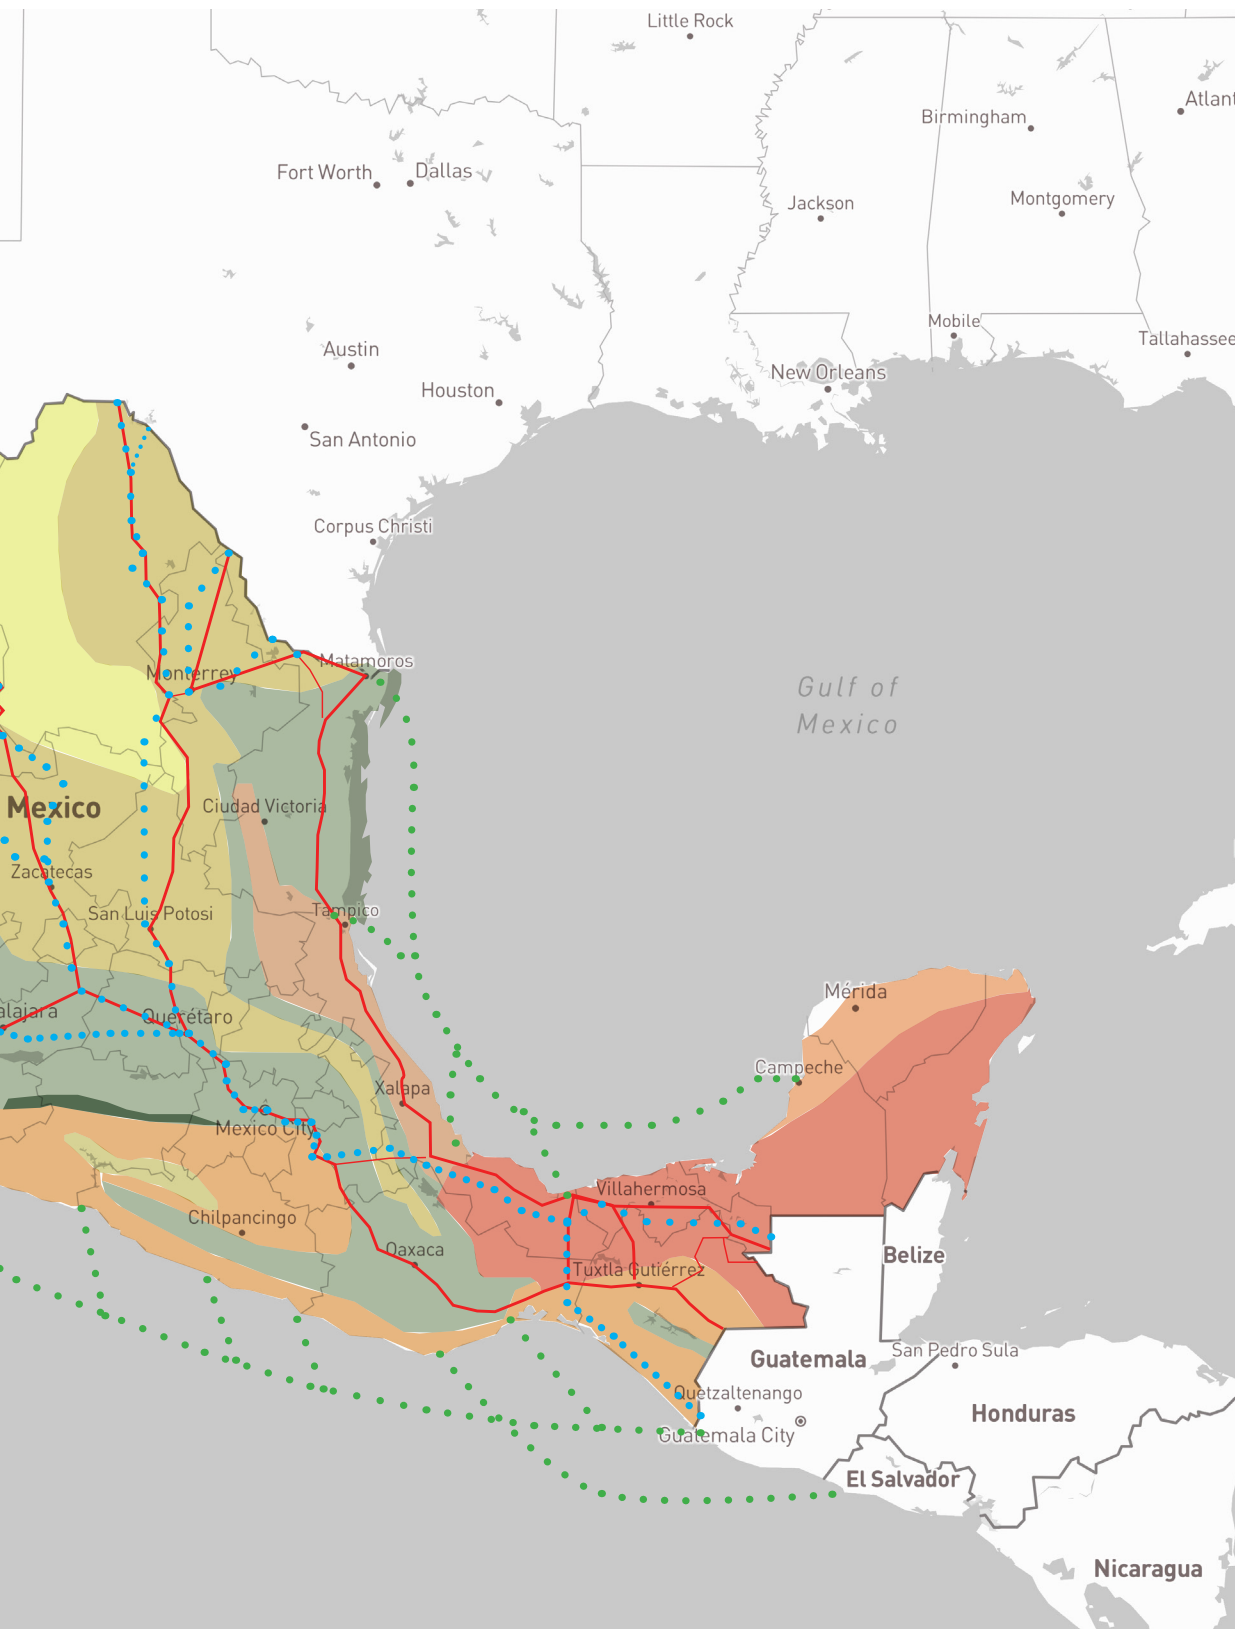 Little Rock
Atlant
Birmingham
Fort Worth
Dallas
Jackson
Montgomery
Mobile
Tallahassee
Austin
New Orleans
Houston
San Antonio
Corpus Christi
Matamoros
Monterrey
Gulf of
Mexico
Mexico
Ciudad Victoria
Zacatecas
San Luis Potosi
Tampico
Mérida
alajara
Querétaro
Campeche
Xalapa
Mexico City
Villahermosa
Chilpancingo
Oaxaca
Belize
Tuxtla Gutiérrez
San Pedro Sula
Guatemala
Quetzaltenango
Honduras
Guatemala City
El Salvador
Nicaragua